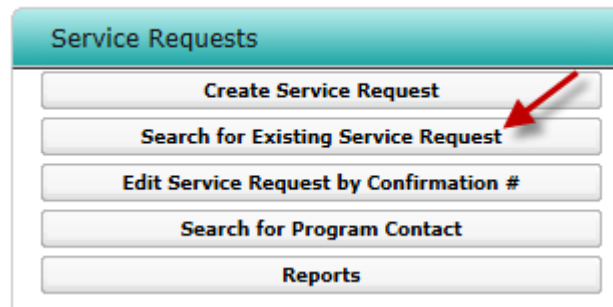 Service Requests
Create Service Request
Search for Existing Service Request
Edit Service Request by Confirmation #
Search for Program Contact
Reports